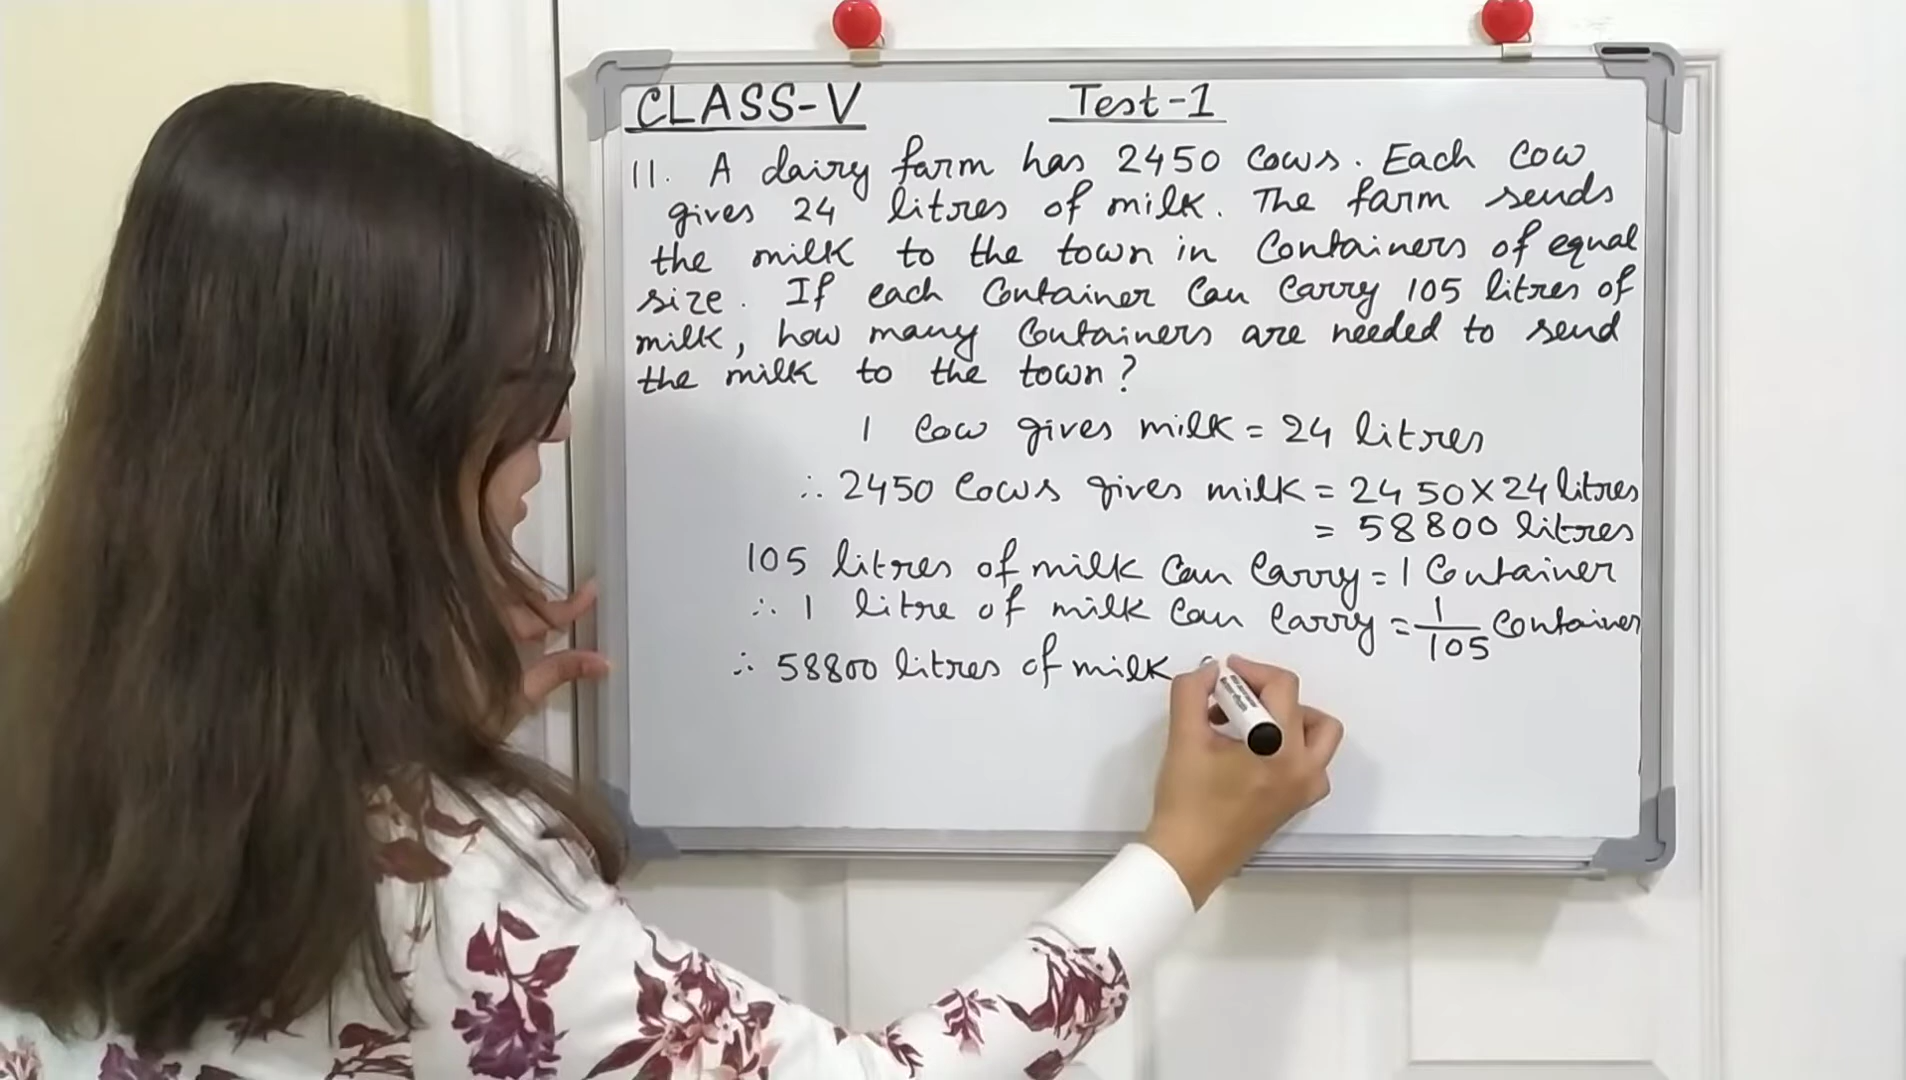 CLASS-V Test-1
11. A dairy farm has 2450 cows. Each cow
gives 24 litres of milk. The farm sends
the milk to the town in containers of equal
size. If each container can carry 105 litres of
milk, how many containers are needed to send
the milk to the town?
1 cow gives milk = 24 litres
∴ 2450 cows gives milk = 2450 X 24 litres
= 58800 litres
105 litres of milk can carry = 1 container
∴ 1 litre of milk can carry = 1/105 container
∴ 58800 litres of milk